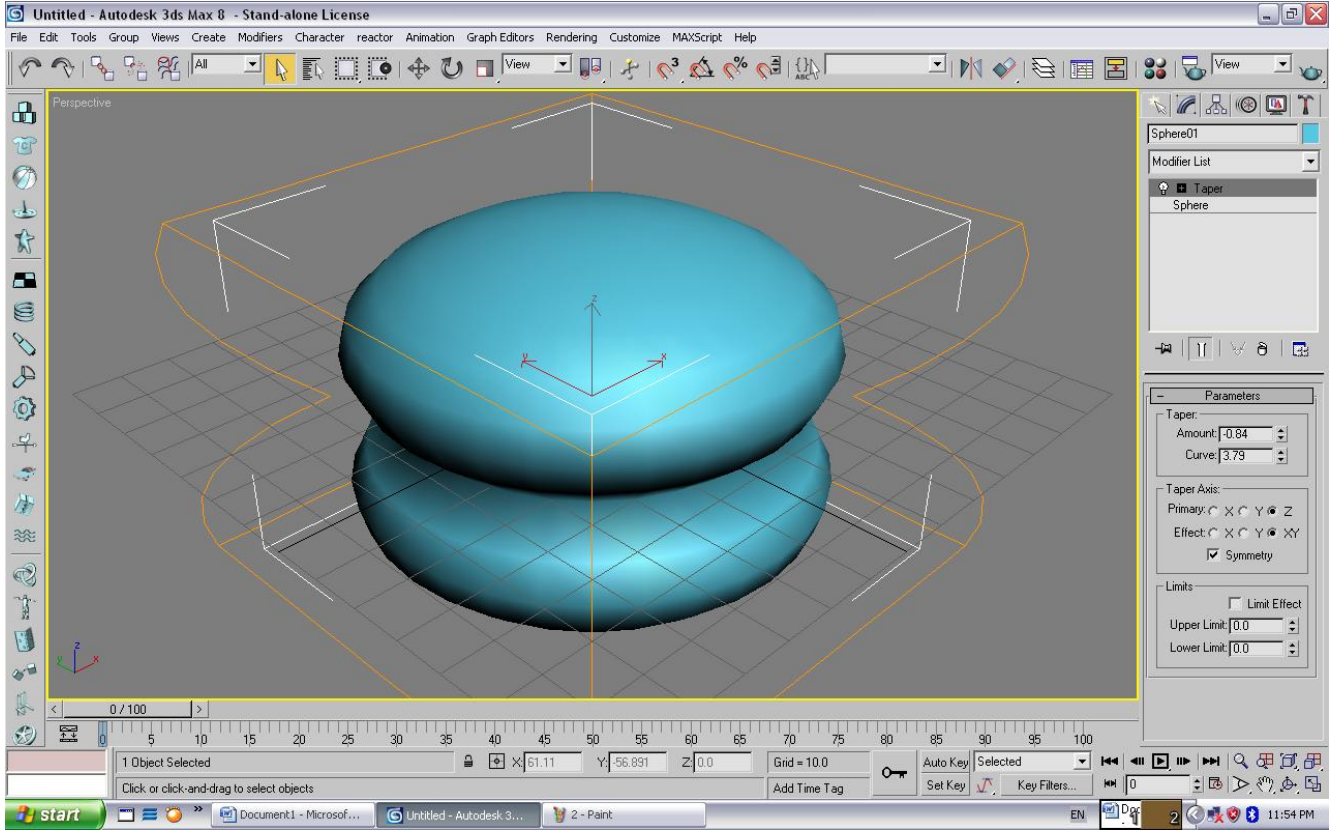 Untitled - Autodesk 3ds Max 8 - Stand-alone License
File Edit Tools Group Views Create Modifiers Character reactor Animation Graph Editors Rendering Customize MAXScript Help
All
View
3
%
ABC
View
Perspective
Sphere01
Modifier List
Taper
Sphere
Parameters
Taper:
Amount: -0.84
Curve: 3.79
Taper Axis:
Primary: X Y Z
Effect: X Y XY
Symmetry
Limits
Limit Effect
Upper Limit: 0.0
Lower Limit: 0.0
z
y x
z
y x
< 0 / 100 >
0 5 10 15 20 25 30 35 40 45 50 55 60 65 70 75 80 85 90 95 100
1 Object Selected X: 61.11 Y: -56.891 Z: 0.0 Grid = 10.0 Auto Key Selected
Click or click-and-drag to select objects Add Time Tag Set Key Key Filters... 0
start Document1 - Microsof... Untitled - Autodesk 3... 2 - Paint EN 2 11:54 PM